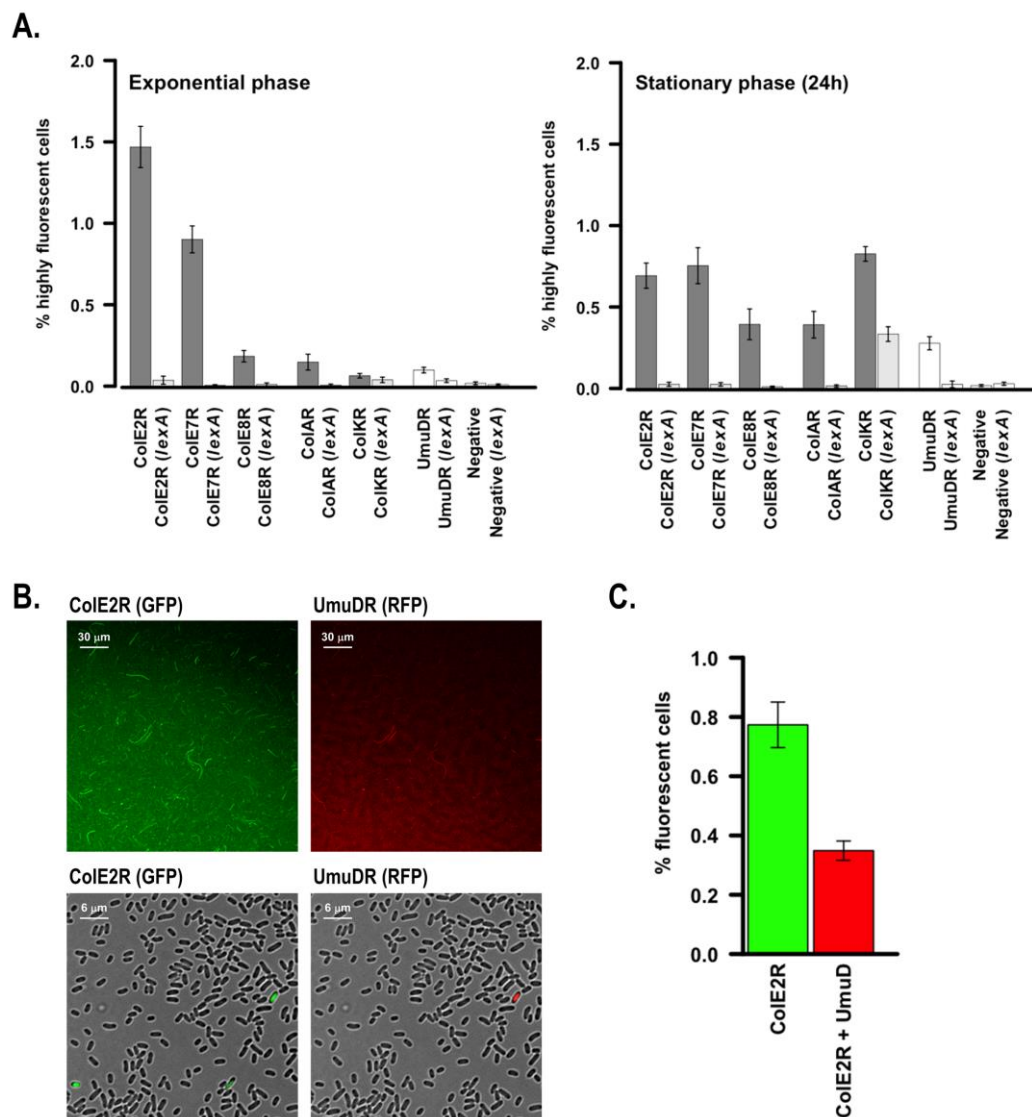 A.
Exponential phase
% highly fluorescent cells
2.0
1.5
1.0
0.5
0.0
ColE2R
ColE2R (lexA)
ColE7R
ColE7R (lexA)
ColE8R
ColE8R (lexA)
ColAR
ColAR (lexA)
ColKR
ColKR (lexA)
UmuDR
UmuDR (lexA)
Negative
Negative (lexA)
Stationary phase (24h)
% highly fluorescent cells
2.0
1.5
1.0
0.5
0.0
ColE2R
ColE2R (lexA)
ColE7R
ColE7R (lexA)
ColE8R
ColE8R (lexA)
ColAR
ColAR (lexA)
ColKR
ColKR (lexA)
UmuDR
UmuDR (lexA)
Negative
Negative (lexA)
B.
ColE2R (GFP)
30 µm
UmuDR (RFP)
30 µm
ColE2R (GFP)
6 µm
UmuDR (RFP)
6 µm
C.
% fluorescent cells
1.0
0.8
0.6
0.4
0.2
0.0
ColE2R
ColE2R + UmuD